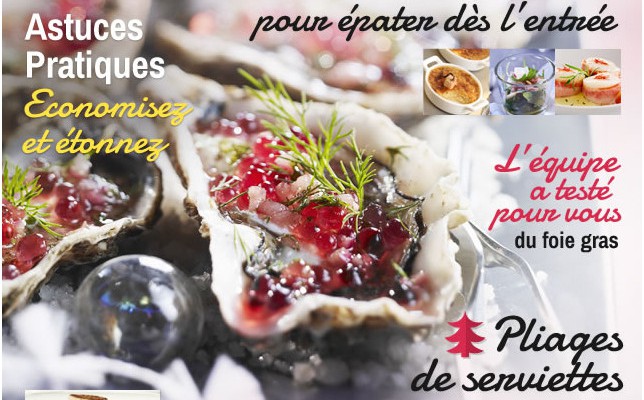 pour épater dès l'entrée
Astuces
Pratiques
Economisez
et étonnez
L'équipe
a testé
pour vous
du foie gras
Pliages
de serviettes